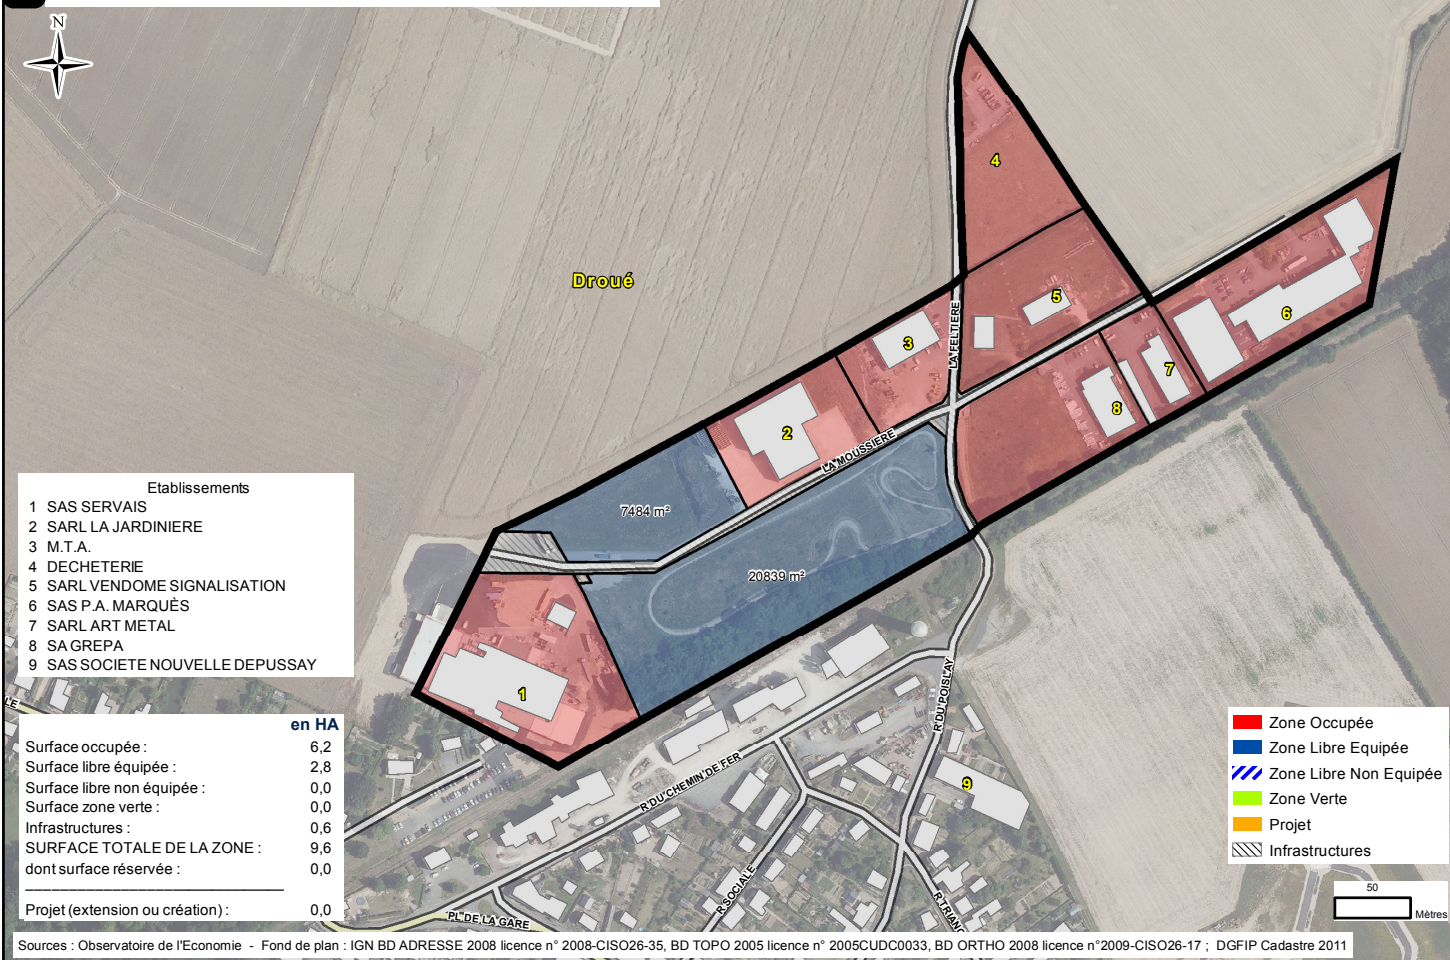 N
Droué
4
5
6
3
7
8
2
1
9
LA FELTIERE
LA MOUSSIERE
7484 m²
20839 m²
Etablissements
1 SAS SERVAIS
2 SARL LA JARDINIERE
3 M.T.A.
4 DECHETERIE
5 SARL VENDOME SIGNALISATION
6 SAS P.A. MARQUÈS
7 SARL ART METAL
8 SA GREPA
9 SAS SOCIETE NOUVELLE DEPUSSAY
LE
R DU POISLAY
R DU CHEMIN DE FER
R SOCIALE
R TRIANG
PL DE LA GARE
en HA
Surface occupée : 6,2
Surface libre équipée : 2,8
Surface libre non équipée : 0,0
Surface zone verte : 0,0
Infrastructures : 0,6
SURFACE TOTALE DE LA ZONE : 9,6
dont surface réservée : 0,0
Projet (extension ou création) : 0,0
Zone Occupée
Zone Libre Equipée
Zone Libre Non Equipée
Zone Verte
Projet
Infrastructures
50
Mètres
Sources : Observatoire de l'Economie - Fond de plan : IGN BD ADRESSE 2008 licence n° 2008-CISO26-35, BD TOPO 2005 licence n° 2005CUDC0033, BD ORTHO 2008 licence n°2009-CISO26-17 ; DGFIP Cadastre 2011